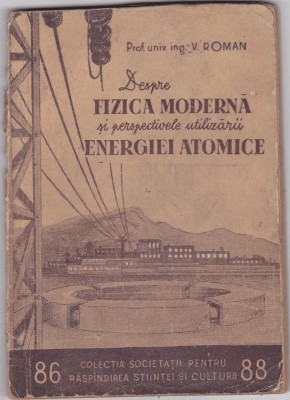 Prof. univ. ing. V. ROMAN
Despre
FIZICA MODERNĂ
și perspectivele utilizării
ENERGIEI ATOMICE
86
COLECȚIA SOCIETĂȚII PENTRU
RĂSPÎNDIREA ȘTIINȚEI ȘI CULTURII
88